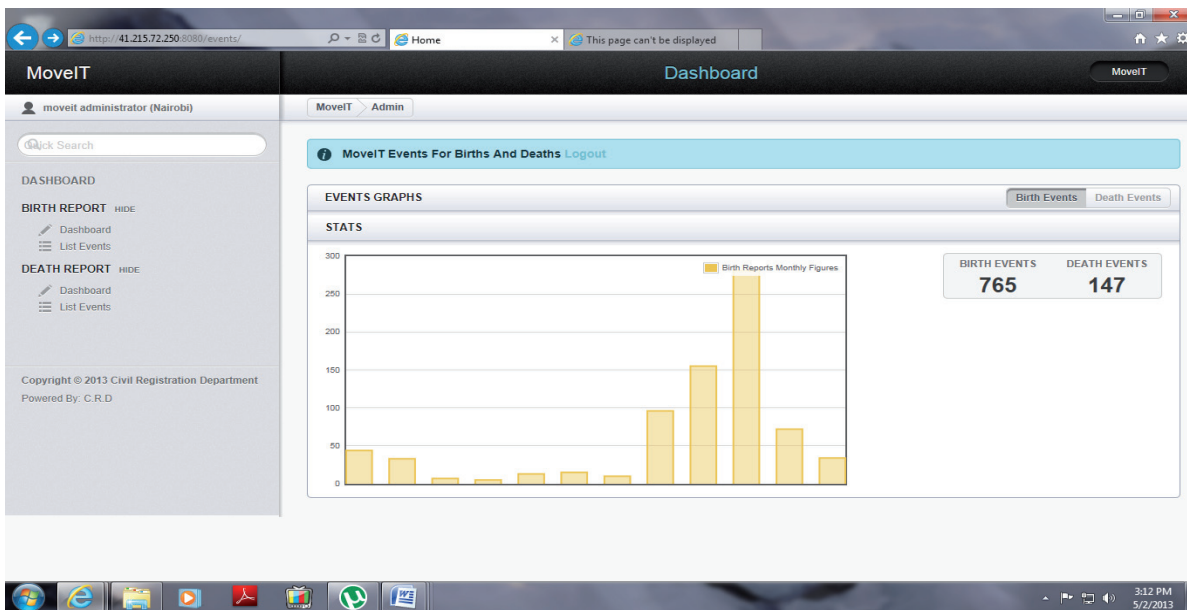 http://41.215.72.250:8080/events/
Home
This page can't be displayed
MoveIT
Dashboard
MoveIT
moveit administrator (Nairobi)
MoveIT
Admin
Quick Search
MoveIT Events For Births And Deaths Logout
DASHBOARD
BIRTH REPORT HIDE
Dashboard
List Events
DEATH REPORT HIDE
Dashboard
List Events
Copyright © 2013 Civil Registration Department
Powered By: C.R.D
EVENTS GRAPHS
Birth Events
Death Events
STATS
300
250
200
150
100
50
0
Birth Reports Monthly Figures
BIRTH EVENTS
765
DEATH EVENTS
147
3:12 PM
5/2/2013